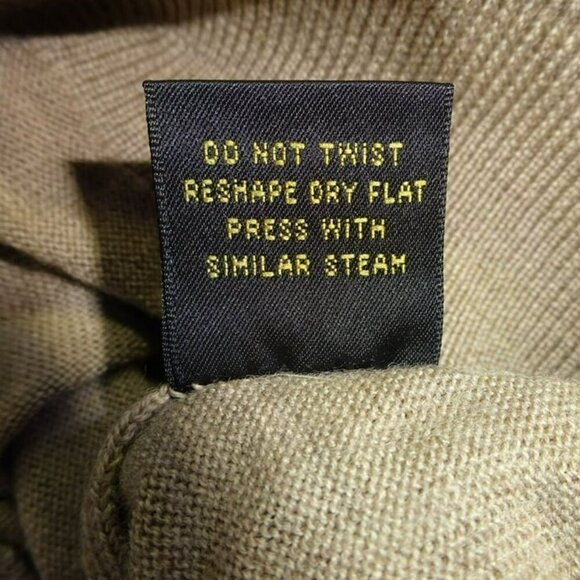 DO NOT TWIST
RESHAPE DRY FLAT
PRESS WITH
SIMILAR STEAM